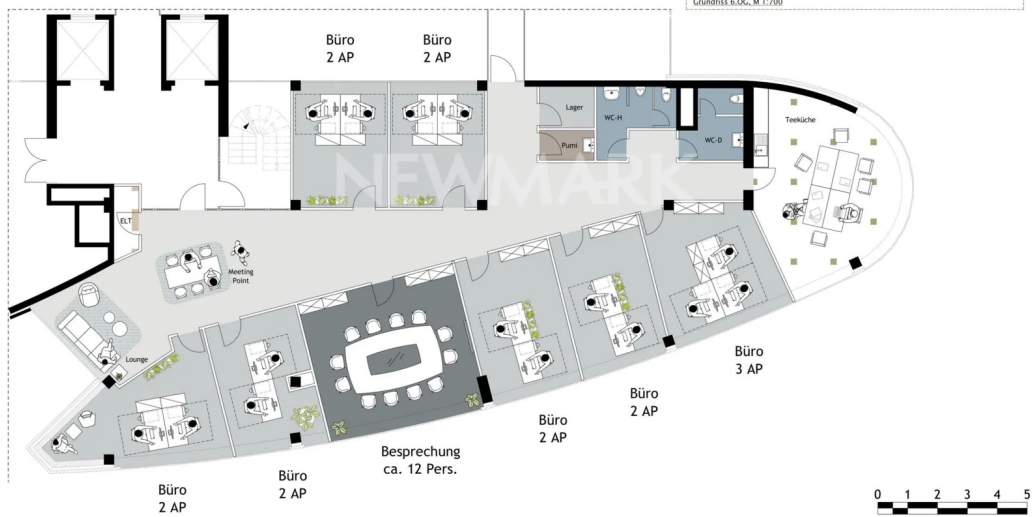 Grundriss 6.OG, M 1:700
Büro
2 AP
Büro
2 AP
Lager
WC-H
Pumi
WC-D
Teeküche
NEWMARK
ELT
Meeting
Point
Lounge
Büro
3 AP
Büro
2 AP
Büro
2 AP
Besprechung
ca. 12 Pers.
Büro
2 AP
Büro
2 AP
0 1 2 3 4 5